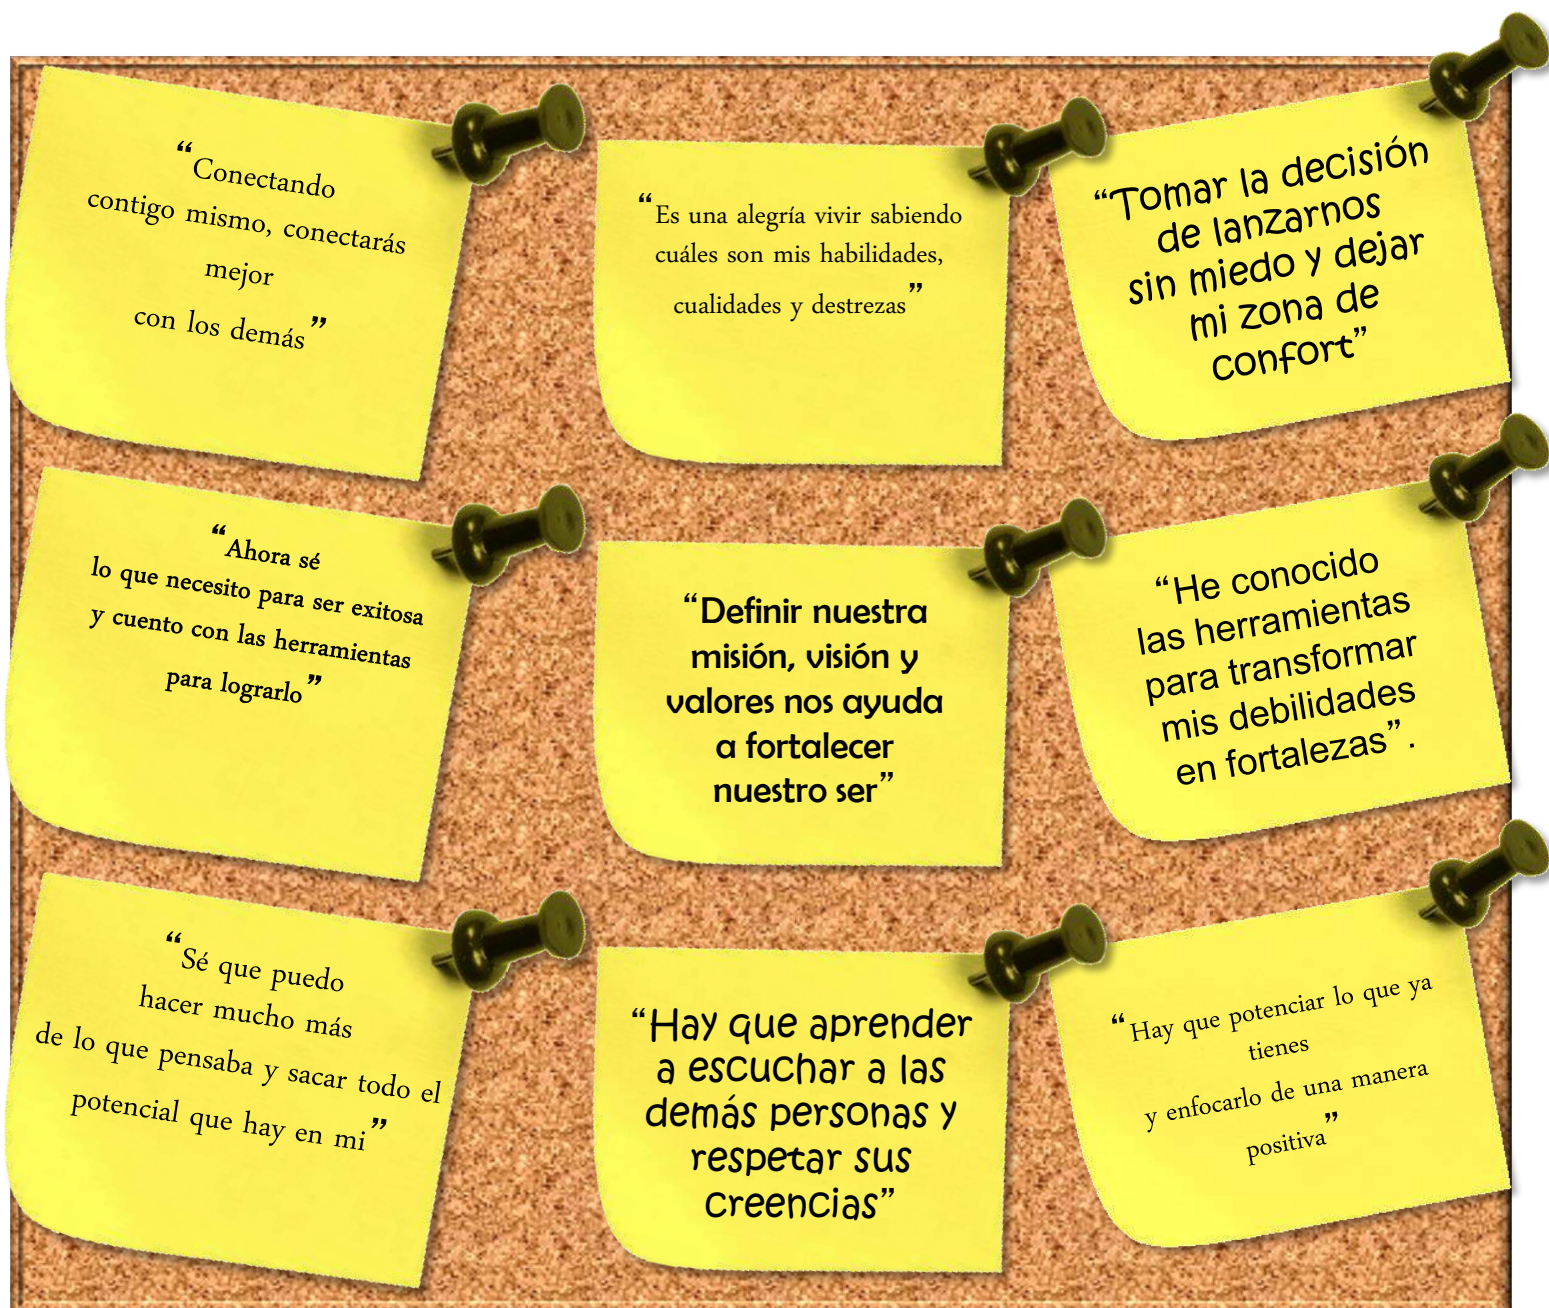 “Conectando
contigo mismo, conectarás
mejor
con los demás”
“Es una alegría vivir sabiendo
cuáles son mis habilidades,
cualidades y destrezas”
“Tomar la decisión
de lanzarnos
sin miedo y dejar
mi zona de
confort”
“Ahora sé
lo que necesito para ser exitosa
y cuento con las herramientas
para lograrlo”
“Definir nuestra
misión, visión y
valores nos ayuda
a fortalecer
nuestro ser”
“He conocido
las herramientas
para transformar
mis debilidades
en fortalezas”.
“Sé que puedo
hacer mucho más
de lo que pensaba y sacar todo el
potencial que hay en mi”
“Hay que aprender
a escuchar a las
demás personas y
respetar sus
creencias”
“Hay que potenciar lo que ya
tienes
y enfocarlo de una manera
positiva”